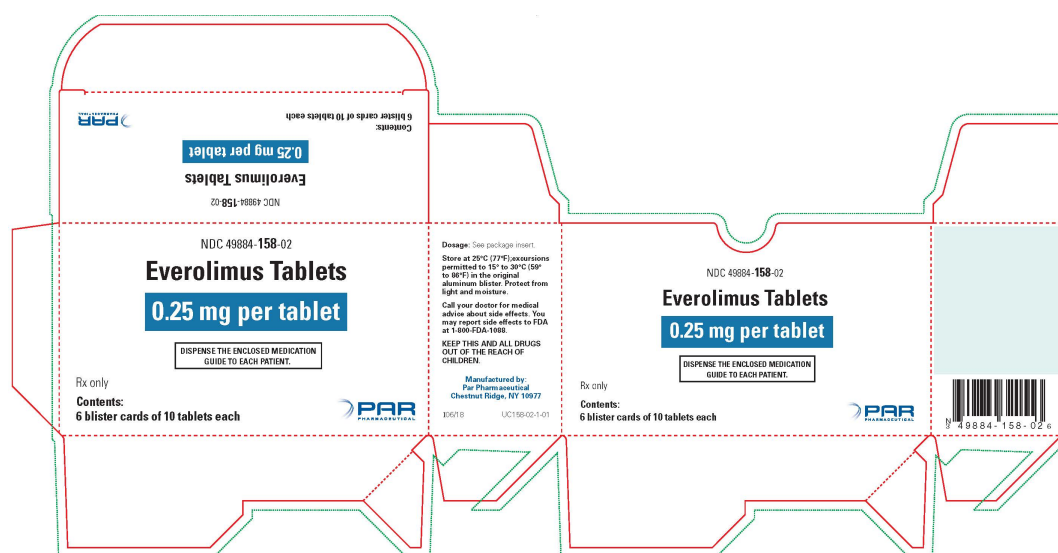 Contents:
6 blister cards of 10 tablets each
PAR
PHARMACEUTICAL
0.25 mg per tablet
Everolimus Tablets
NDC 49884-158-02
NDC 49884-158-02
Everolimus Tablets
0.25 mg per tablet
DISPENSE THE ENCLOSED MEDICATION
GUIDE TO EACH PATIENT.
Rx only
Contents:
6 blister cards of 10 tablets each
PAR
PHARMACEUTICAL
Dosage: See package insert.
Store at 25°C (77°F);excursions
permitted to 15° to 30°C (59°
to 86°F) in the original
aluminum blister. Protect from
light and moisture.
Call your doctor for medical
advice about side effects. You
may report side effects to FDA
at 1-800-FDA-1088.
KEEP THIS AND ALL DRUGS
OUT OF THE REACH OF
CHILDREN.
Manufactured by:
Par Pharmaceutical
Chestnut Ridge, NY 10977
I06/18 UC158-02-1-01
NDC 49884-158-02
Everolimus Tablets
0.25 mg per tablet
DISPENSE THE ENCLOSED MEDICATION
GUIDE TO EACH PATIENT.
Rx only
Contents:
6 blister cards of 10 tablets each
PAR
PHARMACEUTICAL
N
3 49884-158-02 6